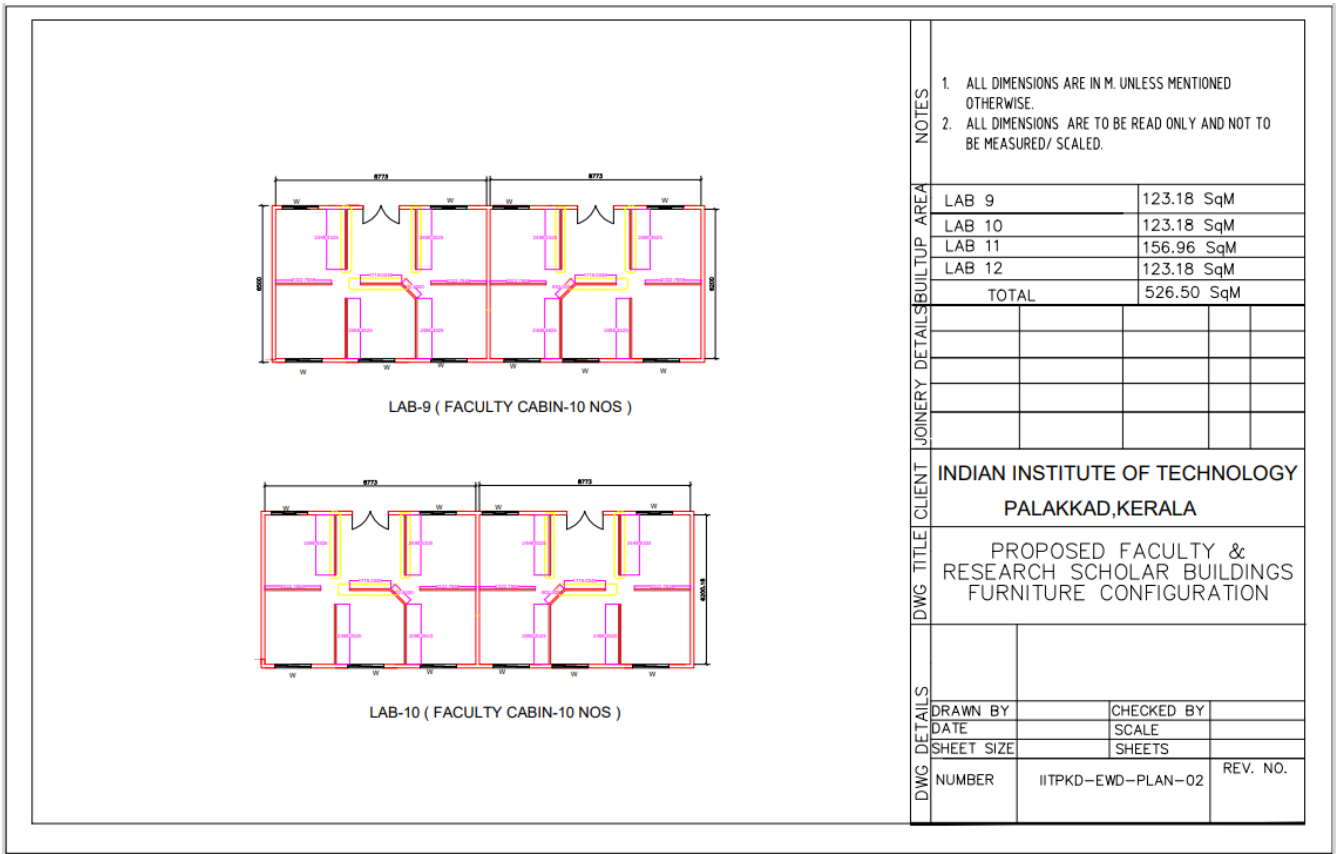 8773 8773
W W W W
6500
6200
W W W W W W
LAB-9 ( FACULTY CABIN-10 NOS )
8773 8773
W W W W
6200.18
W W W W W W
LAB-10 ( FACULTY CABIN-10 NOS )
NOTES
1. ALL DIMENSIONS ARE IN M. UNLESS MENTIONED
OTHERWISE.
2. ALL DIMENSIONS ARE TO BE READ ONLY AND NOT TO
BE MEASURED/ SCALED.
BUILTUP AREA
LAB 9 123.18 SqM
LAB 10 123.18 SqM
LAB 11 156.96 SqM
LAB 12 123.18 SqM
TOTAL 526.50 SqM
JOINERY DETAILS
CLIENT
INDIAN INSTITUTE OF TECHNOLOGY
PALAKKAD,KERALA
DWG TITLE
PROPOSED FACULTY &
RESEARCH SCHOLAR BUILDINGS
FURNITURE CONFIGURATION
DWG DETAILS
DRAWN BY CHECKED BY
DATE SCALE
SHEET SIZE SHEETS
NUMBER IITPKD-EWD-PLAN-02 REV. NO.